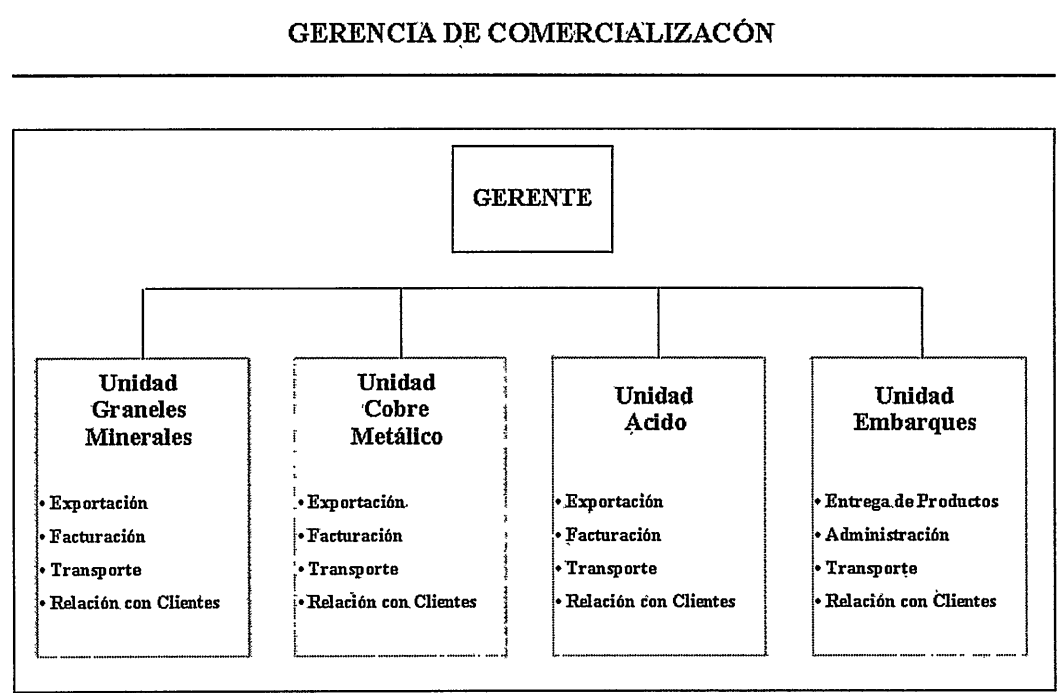 GERENCIA DE COMERCIALIZACÓN
GERENTE
Unidad
Graneles
Minerales
• Exportación
• Facturación
• Transporte
• Relación con Clientes
Unidad
Cobre
Metálico
• Exportación
• Facturación
• Transporte
• Relación con Clientes
Unidad
Acido
• Exportación
• Facturación
• Transporte
• Relación con Clientes
Unidad
Embarques
• Entrega de Productos
• Administración
• Transporte
• Relación con Clientes